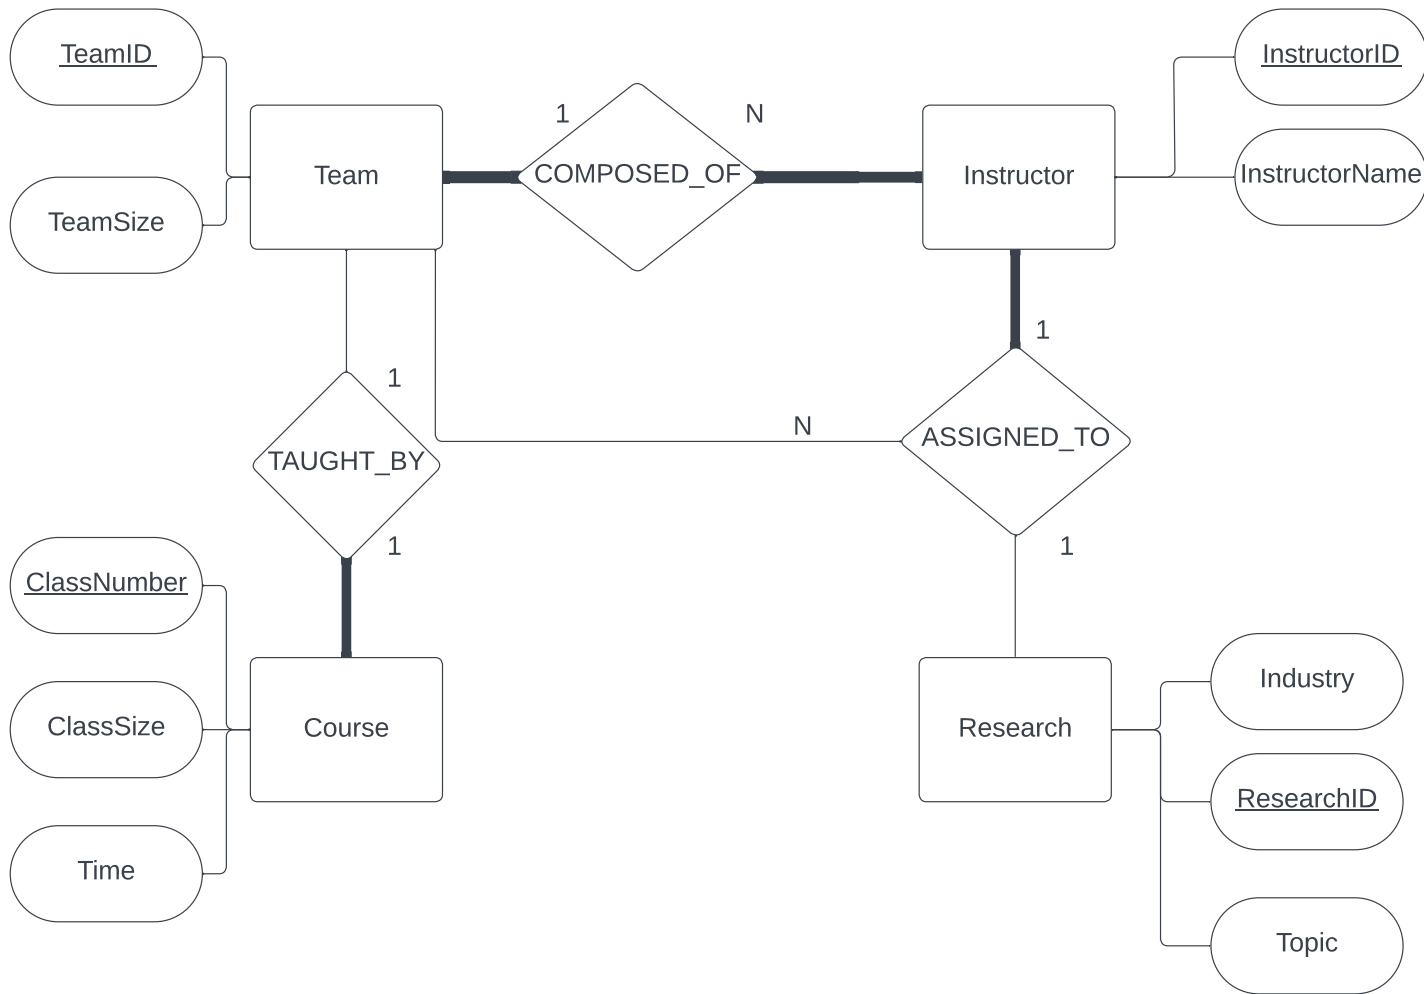 TeamID
InstructorID
1
N
COMPOSED_OF
Team
Instructor
InstructorName
TeamSize
1
1
N
ASSIGNED_TO
TAUGHT_BY
1
1
ClassNumber
Industry
ClassSize
Course
Research
ResearchID
Time
Topic